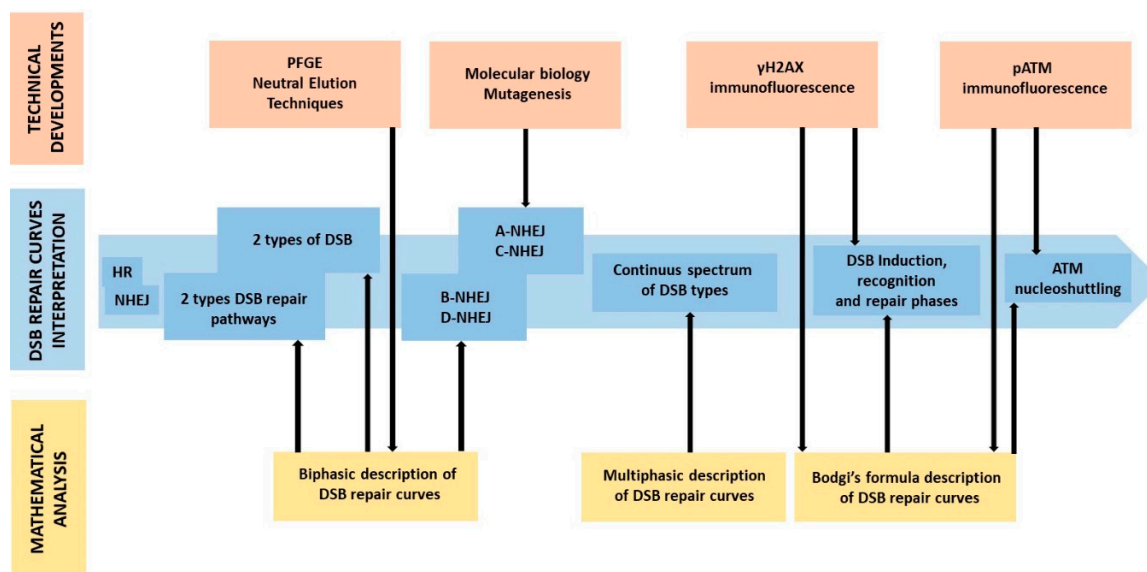 TECHNICAL
DEVELOPMENTS
PFGE
Neutral Elution
Techniques
Molecular biology
Mutagenesis
γH2AX
immunofluorescence
pATM
immunofluorescence
DSB REPAIR CURVES
INTERPRETATION
HR
NHEJ
2 types of DSB
2 types DSB repair
pathways
A-NHEJ
C-NHEJ
B-NHEJ
D-NHEJ
Continuus spectrum
of DSB types
DSB Induction,
recognition
and repair phases
ATM
nucleoshuttling
MATHEMATICAL
ANALYSIS
Biphasic description of
DSB repair curves
Multiphasic description
of DSB repair curves
Bodgi's formula description
of DSB repair curves